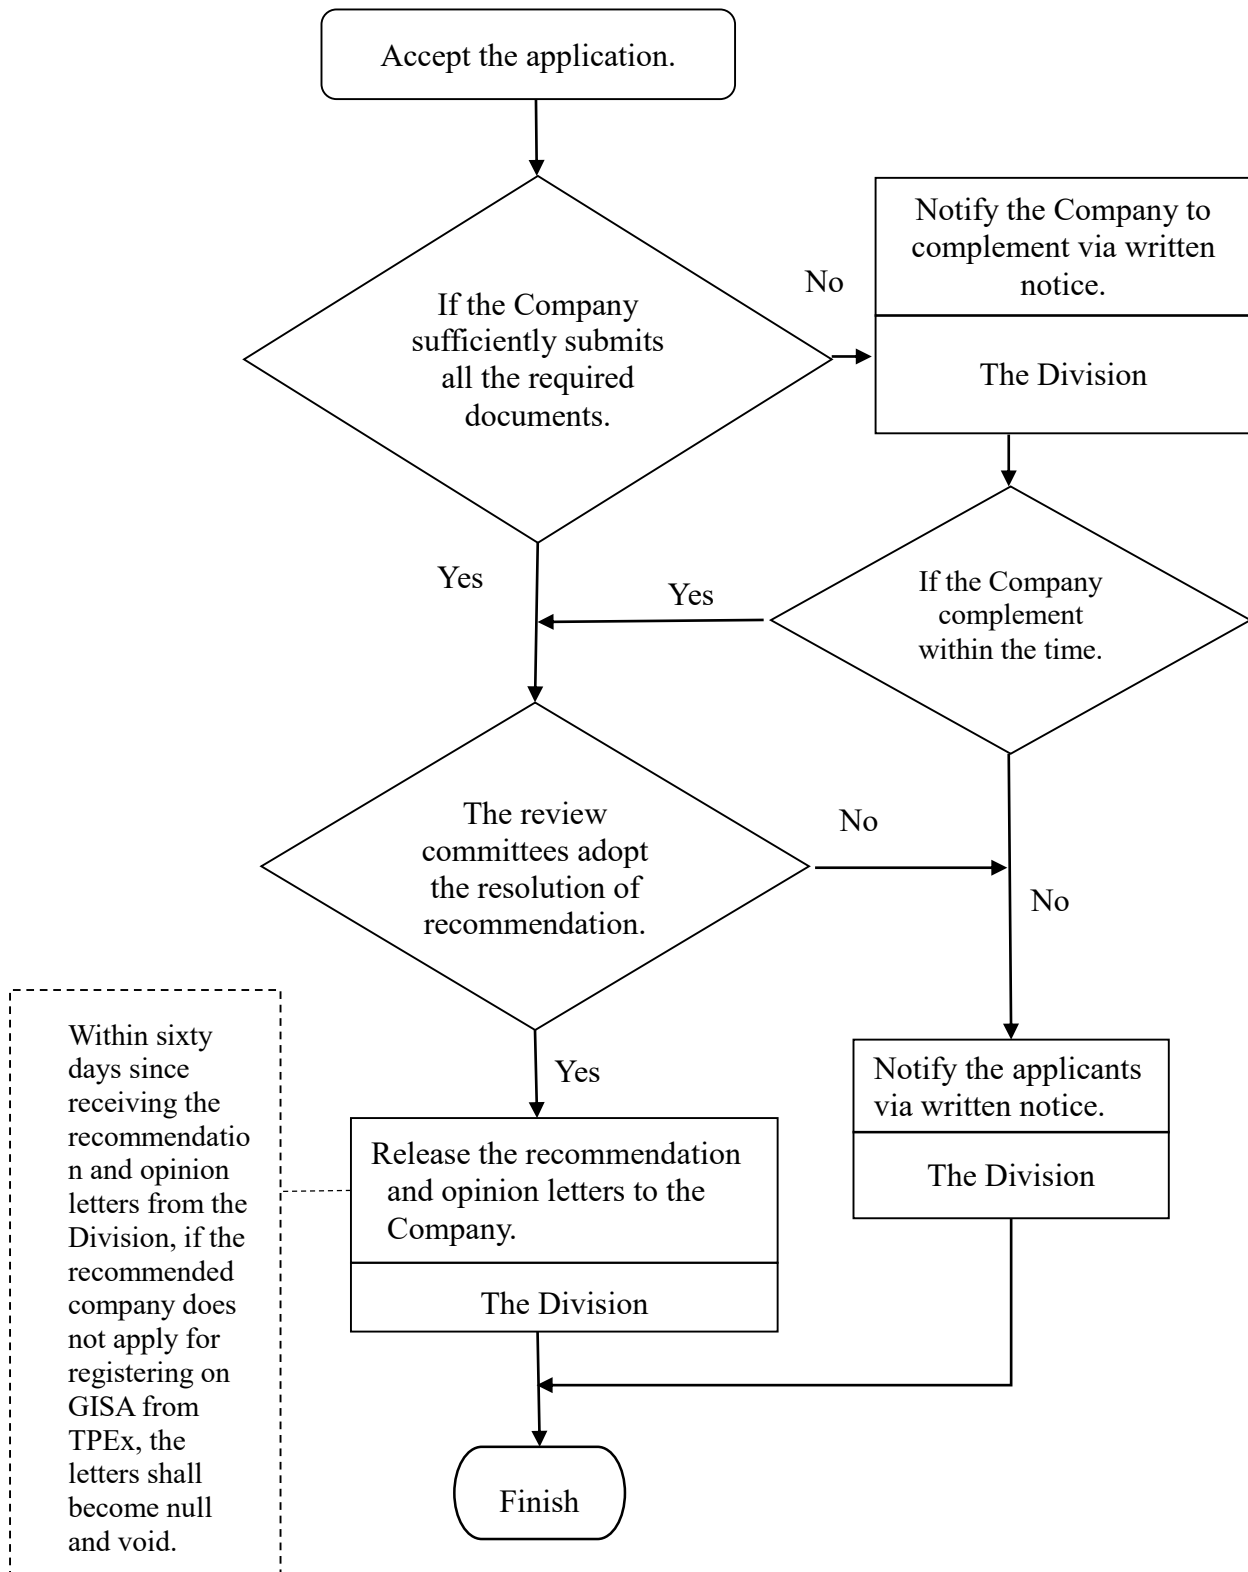 Accept the application.
Notify the Company to
complement via written
notice.
The Division
No
If the Company
sufficiently submits
all the required
documents.
Yes
Yes
If the Company
complement
within the time.
The review
committees adopt
the resolution of
recommendation.
No
No
Yes
Within sixty
days since
receiving the
recommendatio
n and opinion
letters from the
Division, if the
recommended
company does
not apply for
registering on
GISA from
TPEx, the
letters shall
become null
and void.
Release the recommendation
and opinion letters to the
Company.
The Division
Notify the applicants
via written notice.
The Division
Finish